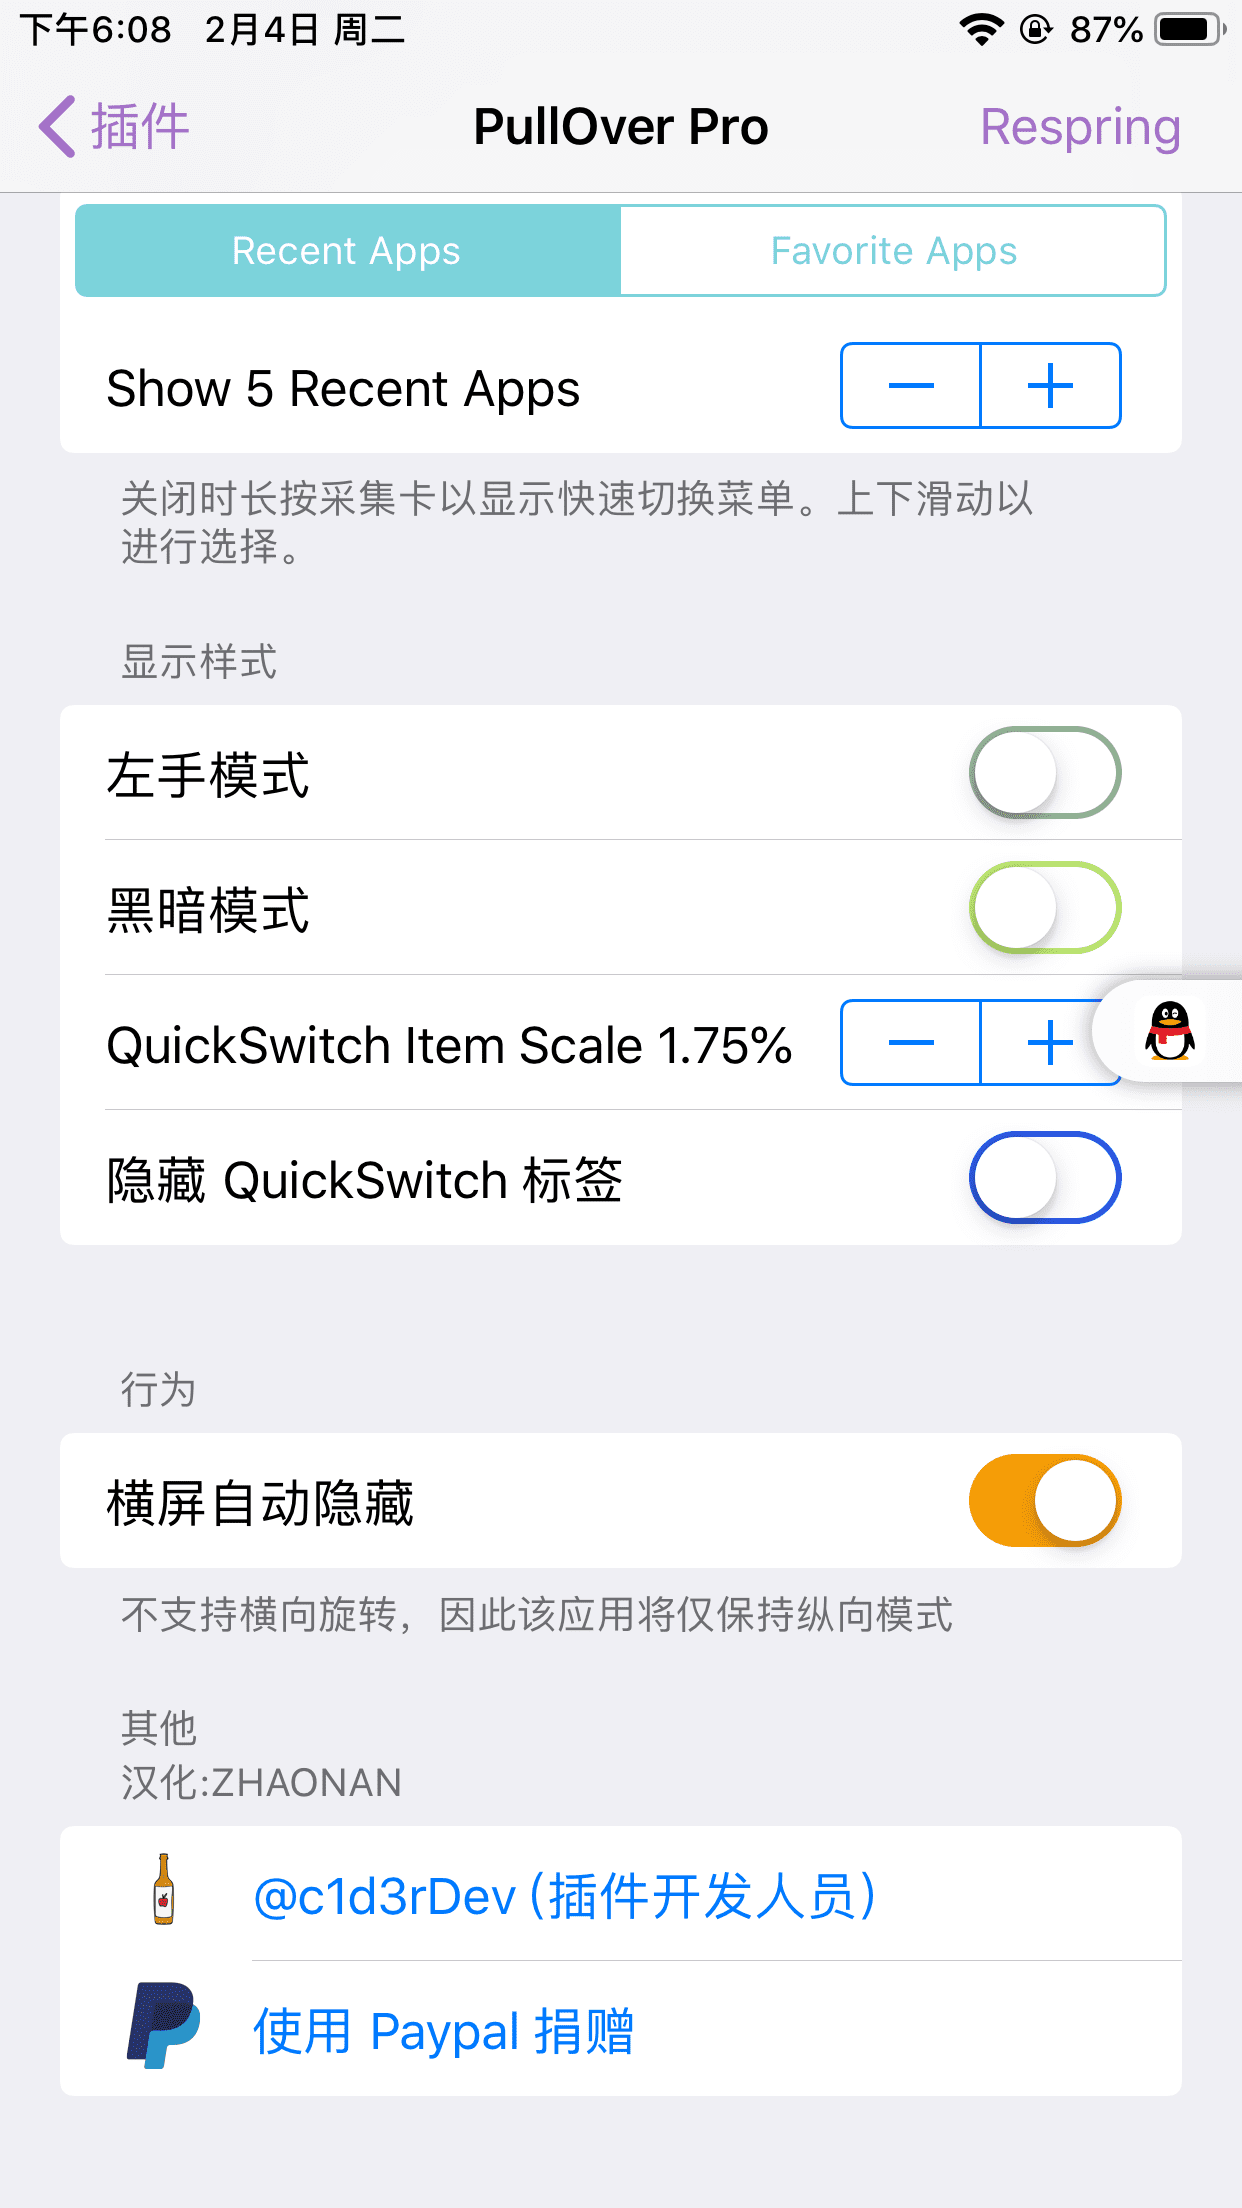 下午6:08 2月4日 周二 87%
插件 PullOver Pro Respring
Recent Apps Favorite Apps
Show 5 Recent Apps
关闭时长按采集卡以显示快速切换菜单。上下滑动以
进行选择。
显示样式
左手模式
黑暗模式
QuickSwitch Item Scale 1.75%
隐藏 QuickSwitch 标签
行为
横屏自动隐藏
不支持横向旋转，因此该应用将仅保持纵向模式
其他
汉化:ZHAONAN
@c1d3rDev (插件开发人员)
使用 Paypal 捐赠